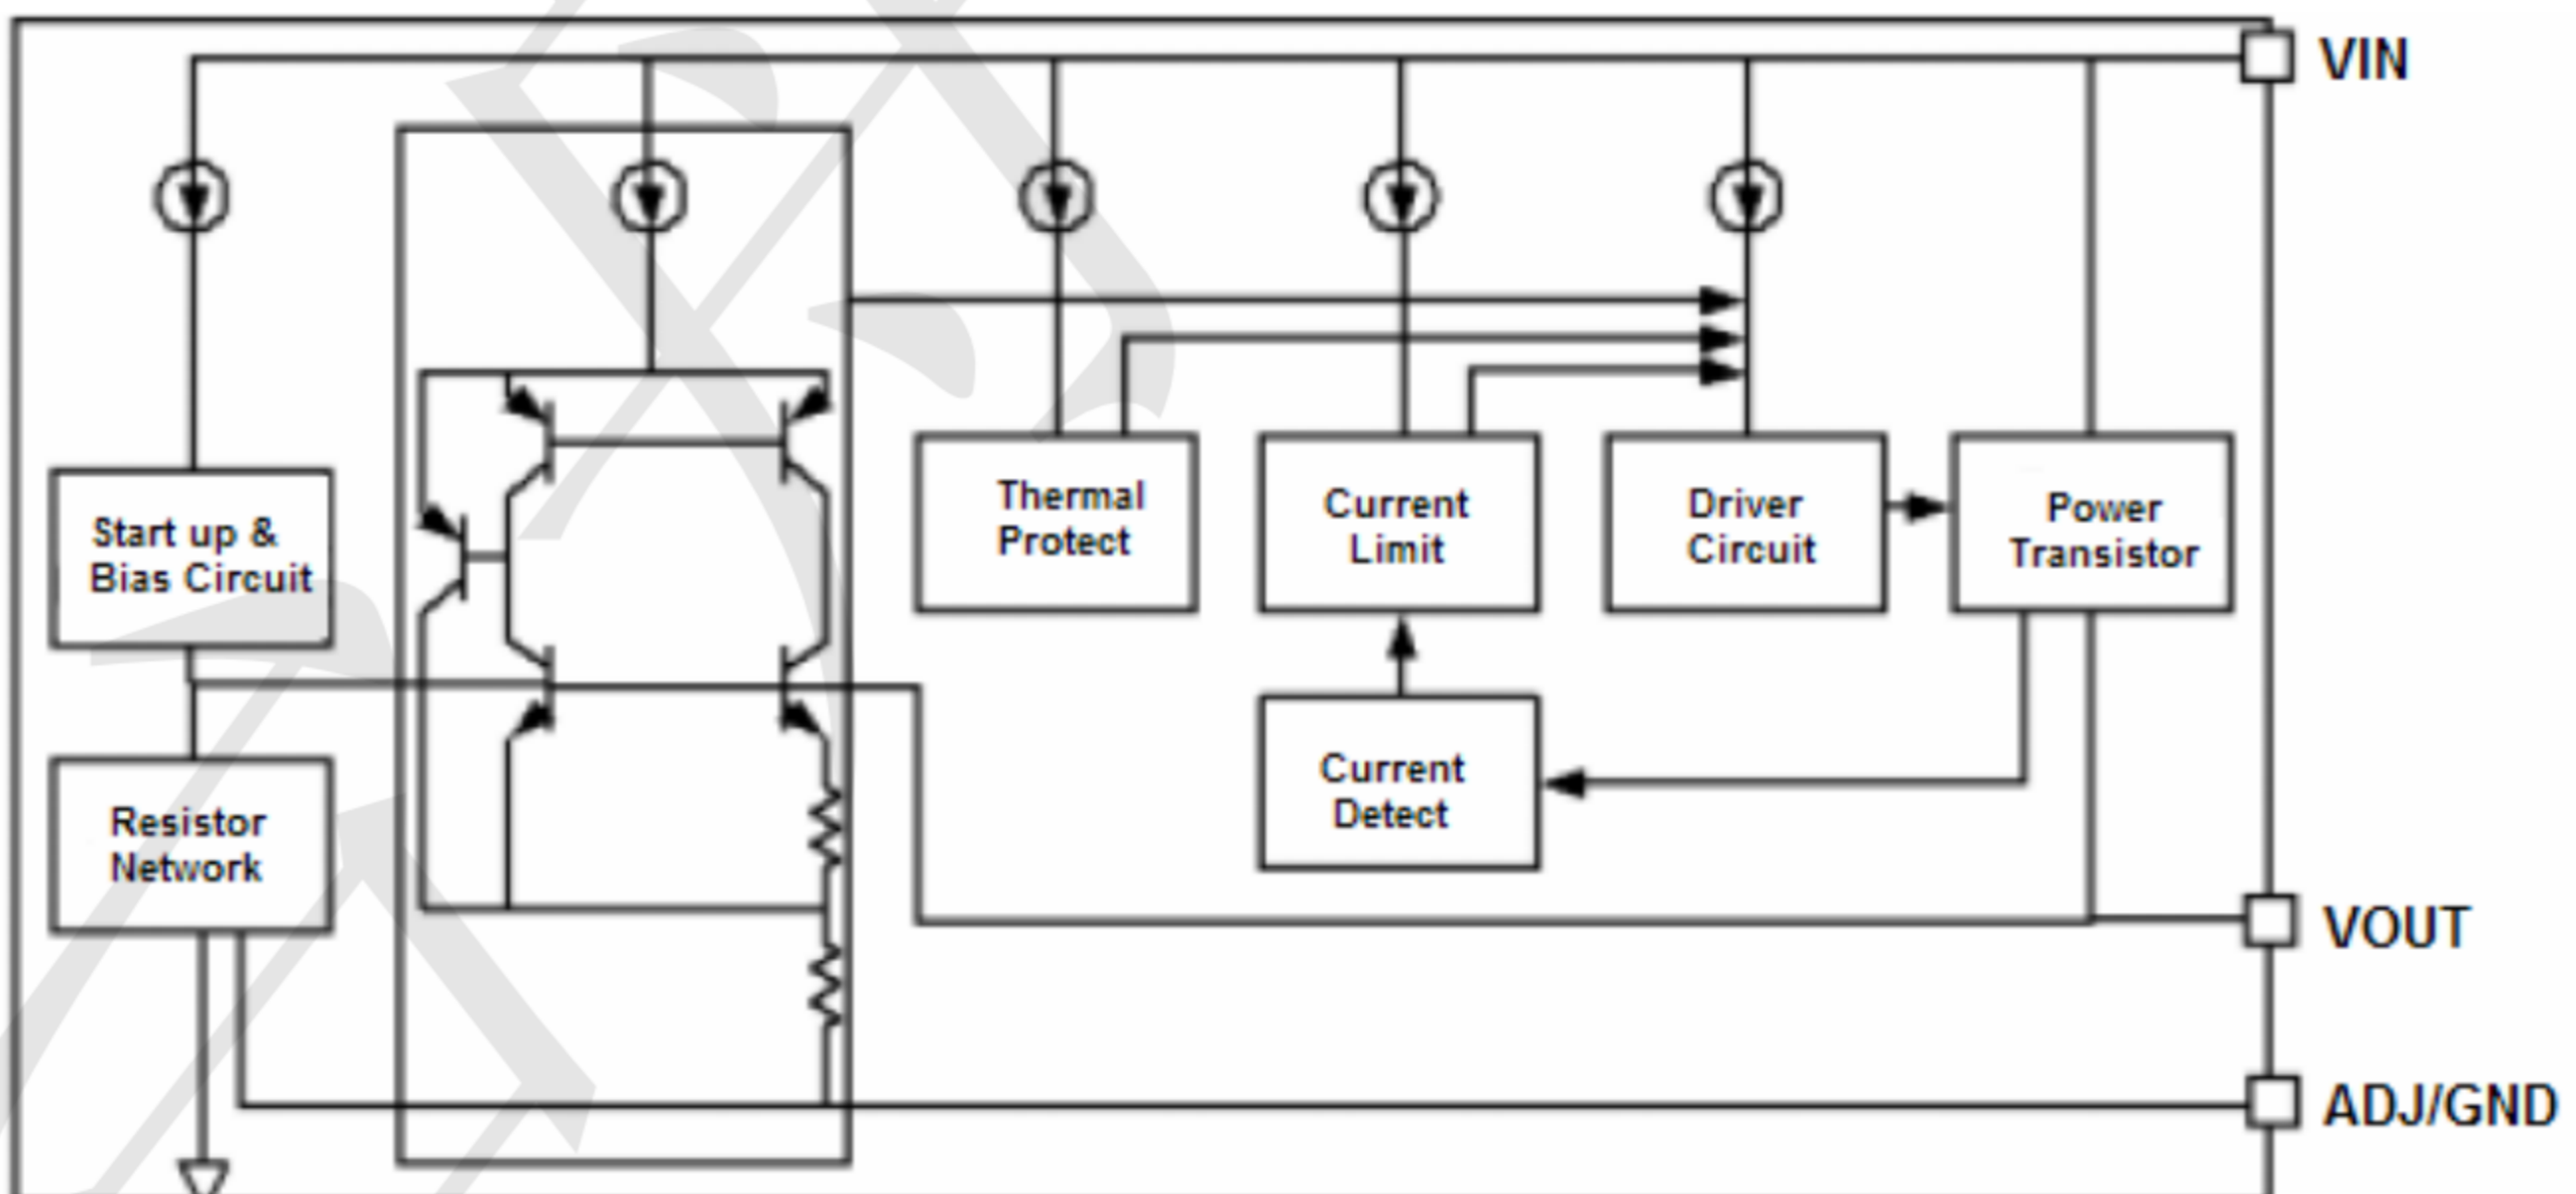 VIN
Start up &
Bias Circuit
Thermal
Protect
Current
Limit
Driver
Circuit
Power
Transistor
Resistor
Network
Current
Detect
VOUT
ADJ/GND